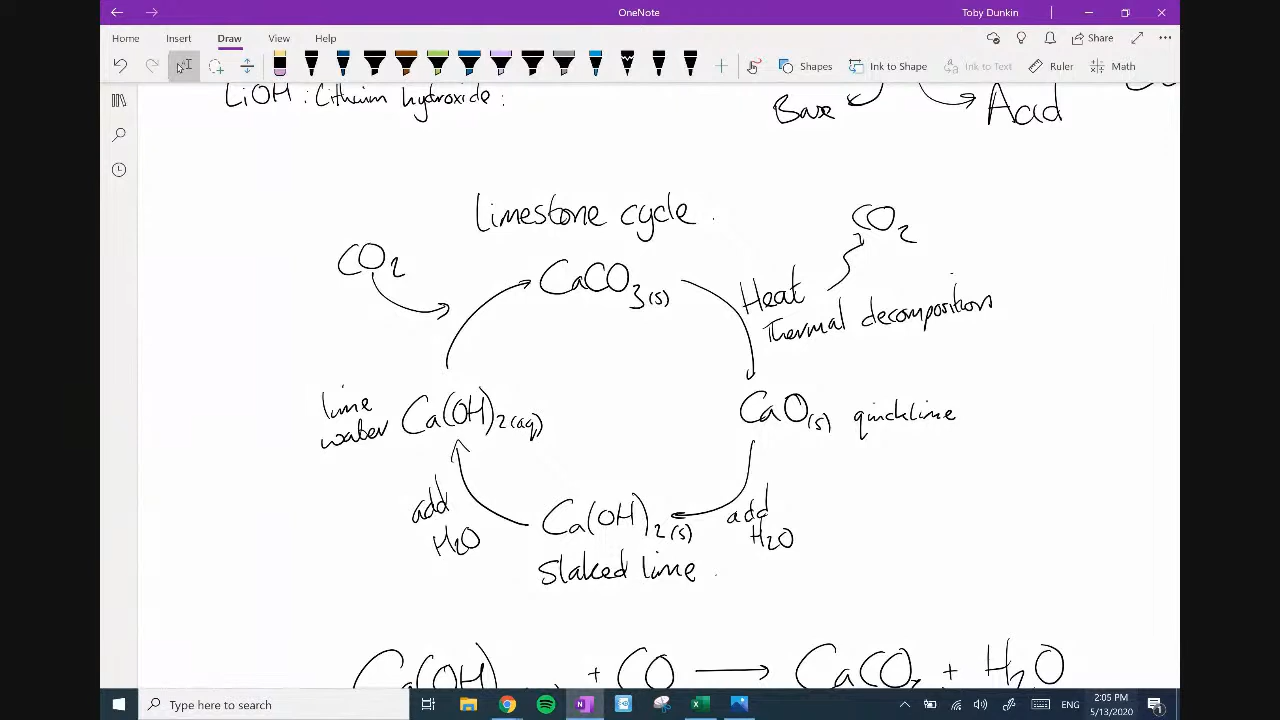 OneNote
Toby Dunkin
Home Insert Draw View Help
Share
Shapes Ink to Shape Ink to Text Ruler Math
LiOH : Lithium hydroxide :
Base Acid
Limestone cycle .
CO2
CO2
CaCO3(s)
Heat
Thermal decomposition
lime
water Ca(OH)2(aq)
CaO(s) quicklime
add
H2O
Ca(OH)2(s)
slaked lime .
add
H2O
Ca(OH) + CO → CaCO3 + H2O
Type here to search
ENG
2:05 PM
5/13/2020
1